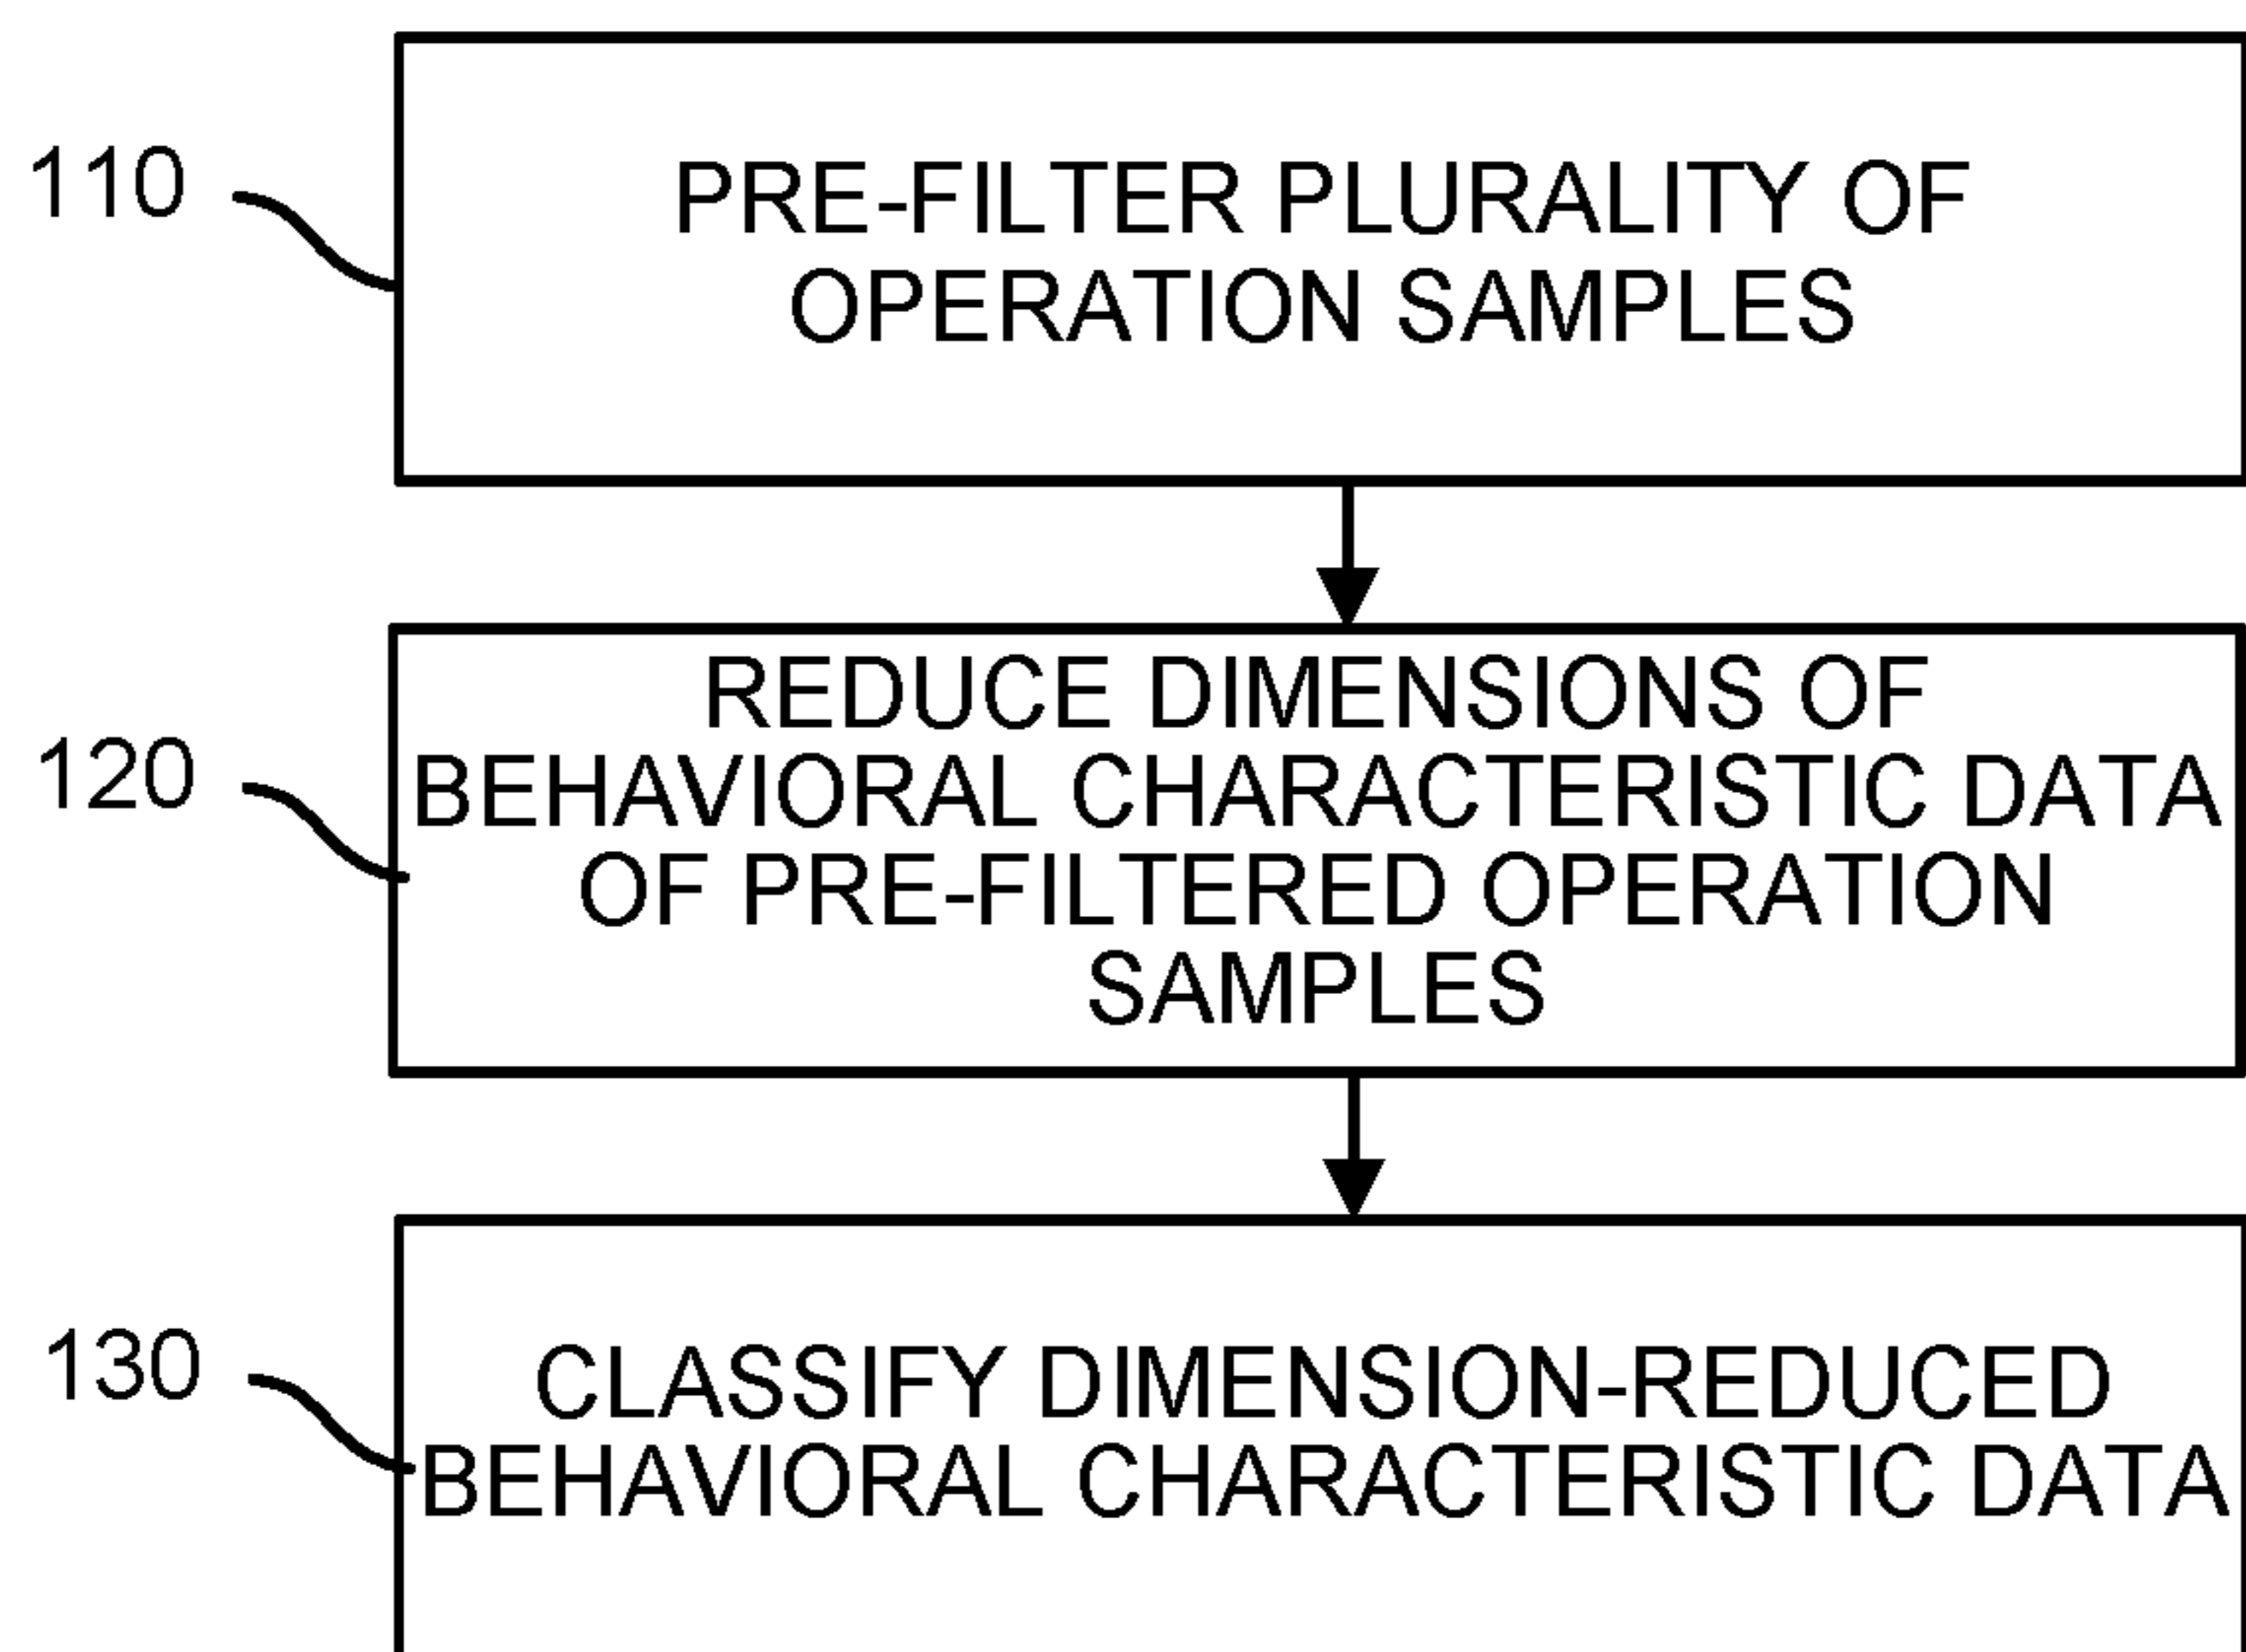 110
PRE-FILTER PLURALITY OF
OPERATION SAMPLES
120
REDUCE DIMENSIONS OF
BEHAVIORAL CHARACTERISTIC DATA
OF PRE-FILTERED OPERATION
SAMPLES
130
CLASSIFY DIMENSION-REDUCED
BEHAVIORAL CHARACTERISTIC DATA